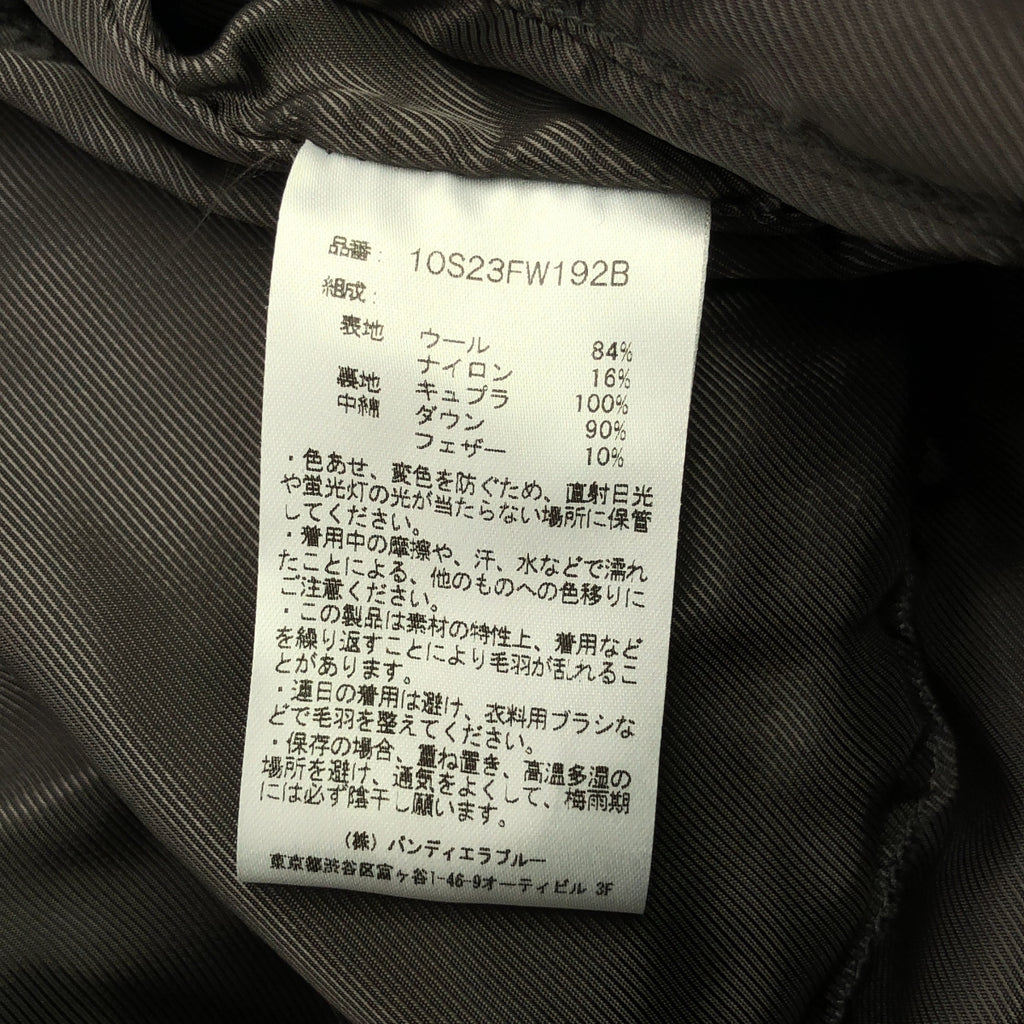 品番: 10S23FW192B
組成:
表地 ウール 84%
ナイロン 16%
裏地 キュプラ 100%
中綿 ダウン 90%
フェザー 10%
・色あせ、変色を防ぐため、直射日光
や蛍光灯の光が当たらない場所に保管
してください。
・着用中の摩擦や、汗、水などで濡れ
たことによる、他のものへの色移りに
ご注意ください。
・この製品は素材の特性上、着用など
を繰り返すことにより毛羽が乱れるこ
とがあります。
・連日の着用は避け、衣料用ブラシな
どで毛羽を整えてください。
・保存の場合、重ね置き、高温多湿の
場所を避け、通気をよくして、梅雨期
には必ず陰干し願います。
(株) バンディエラブルー
東京都渋谷区富ヶ谷1-46-9オーティビル 3F